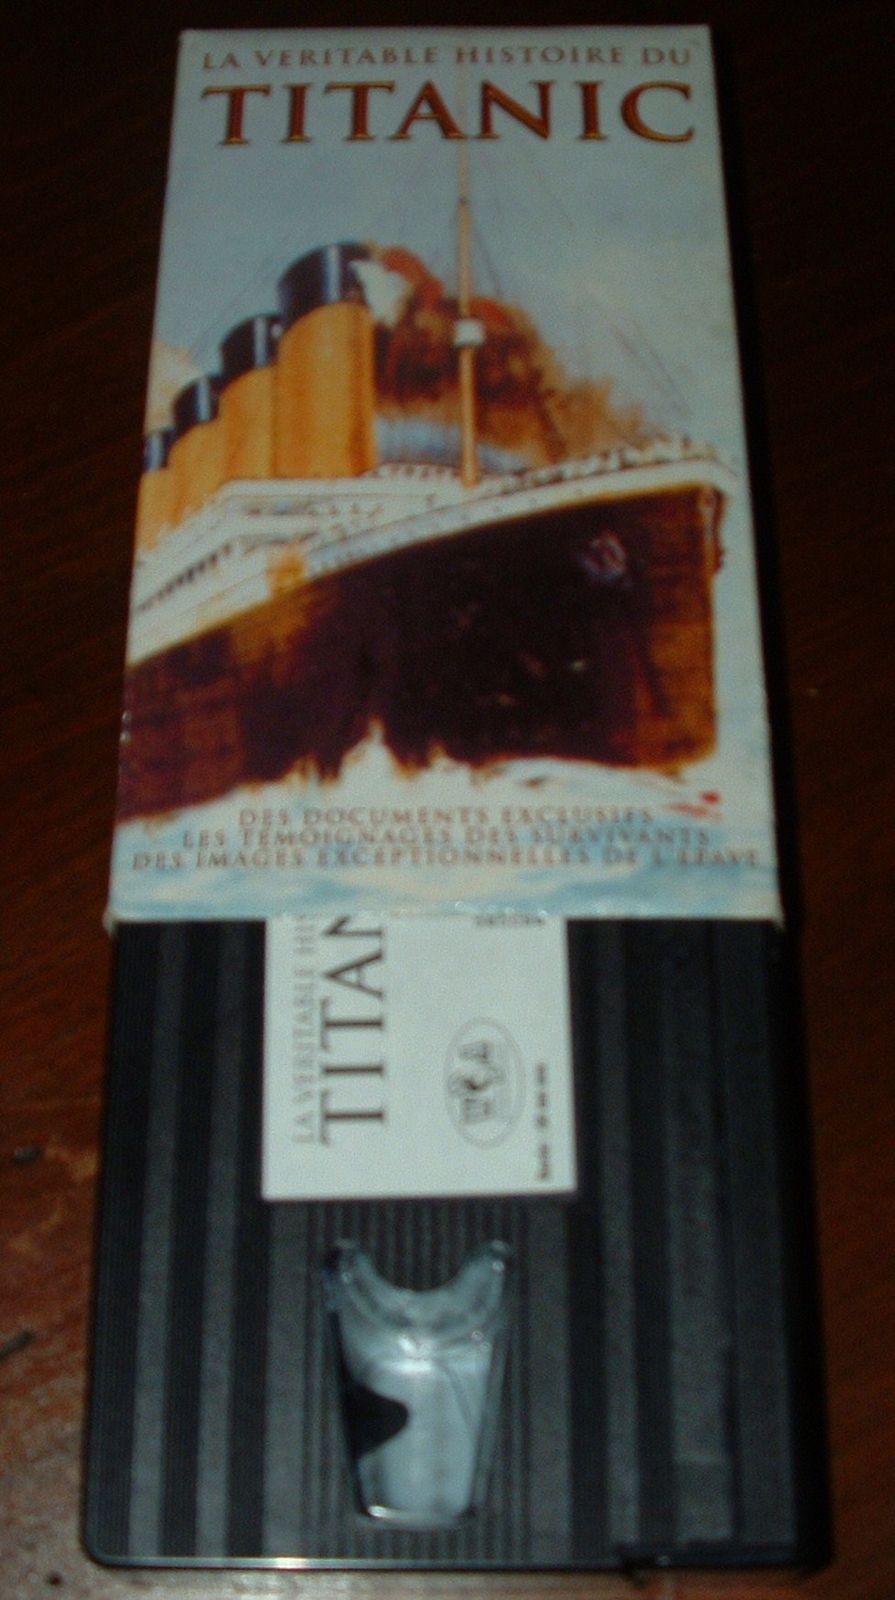 LA VERITABLE HISTOIRE DU
TITANIC
DES DOCUMENTS EXCLUSIFS
LES TEMOIGNAGES DES SURVIVANTS
DES IMAGES EXCEPTIONNELLES DE L'EPAVE
LA VERITABLE HIS
TITAN